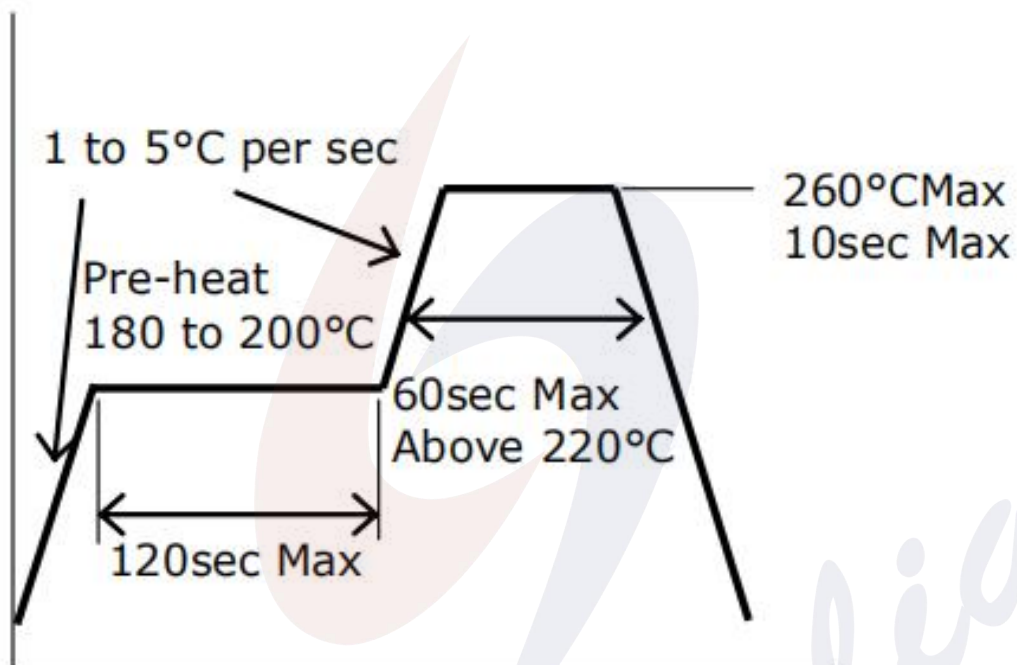 1 to 5°C per sec
260°CMax
10sec Max
Pre-heat
180 to 200°C
60sec Max
Above 220°C
120sec Max